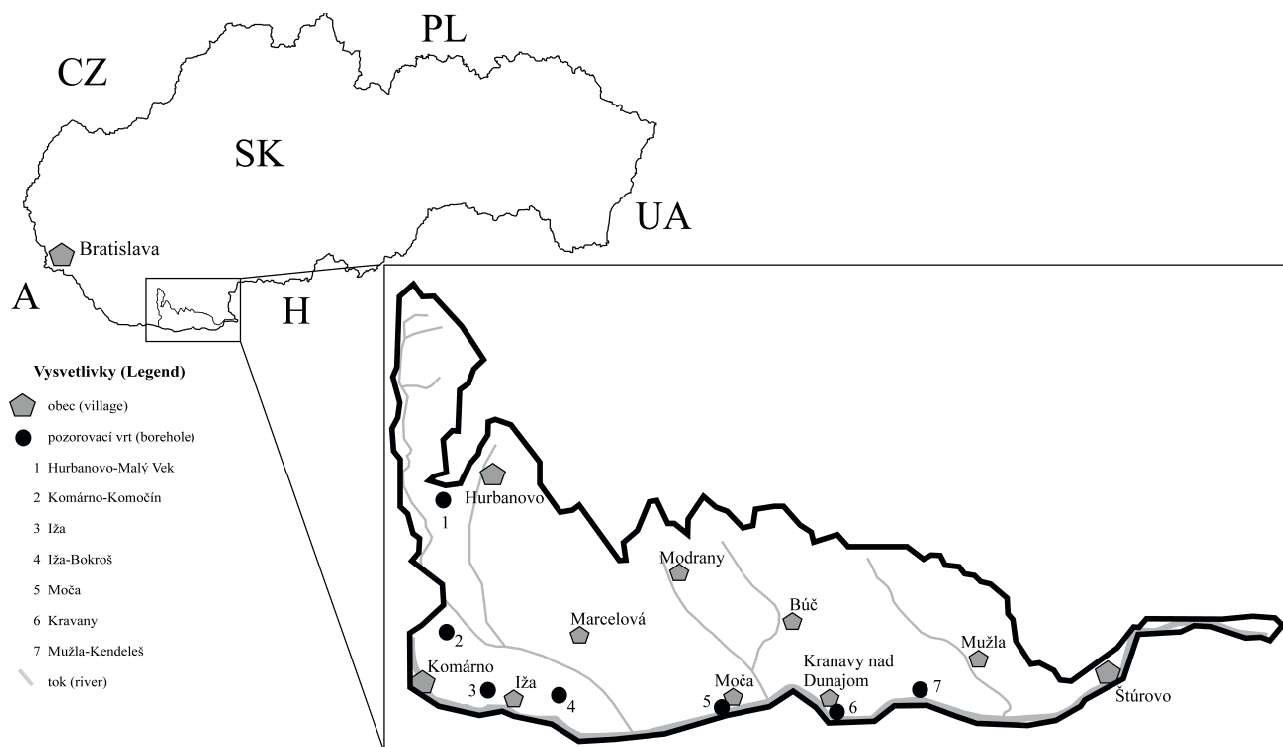 PL
CZ
SK
UA
Bratislava
A
H
Vysvetlivky (Legend)
obec (village)
pozorovací vrt (borehole)
1 Hurbanovo-Malý Vek
2 Komárno-Komočín
3 Iža
4 Iža-Bokroš
5 Moča
6 Kravany
7 Mužla-Kendeleš
tok (river)
Hurbanovo
1
Modrany
Búč
Marcelová
2
Mužla
Komárno
Kranavy nad
Dunajom
Štúrovo
3
Iža
4
Moča
5
6
7